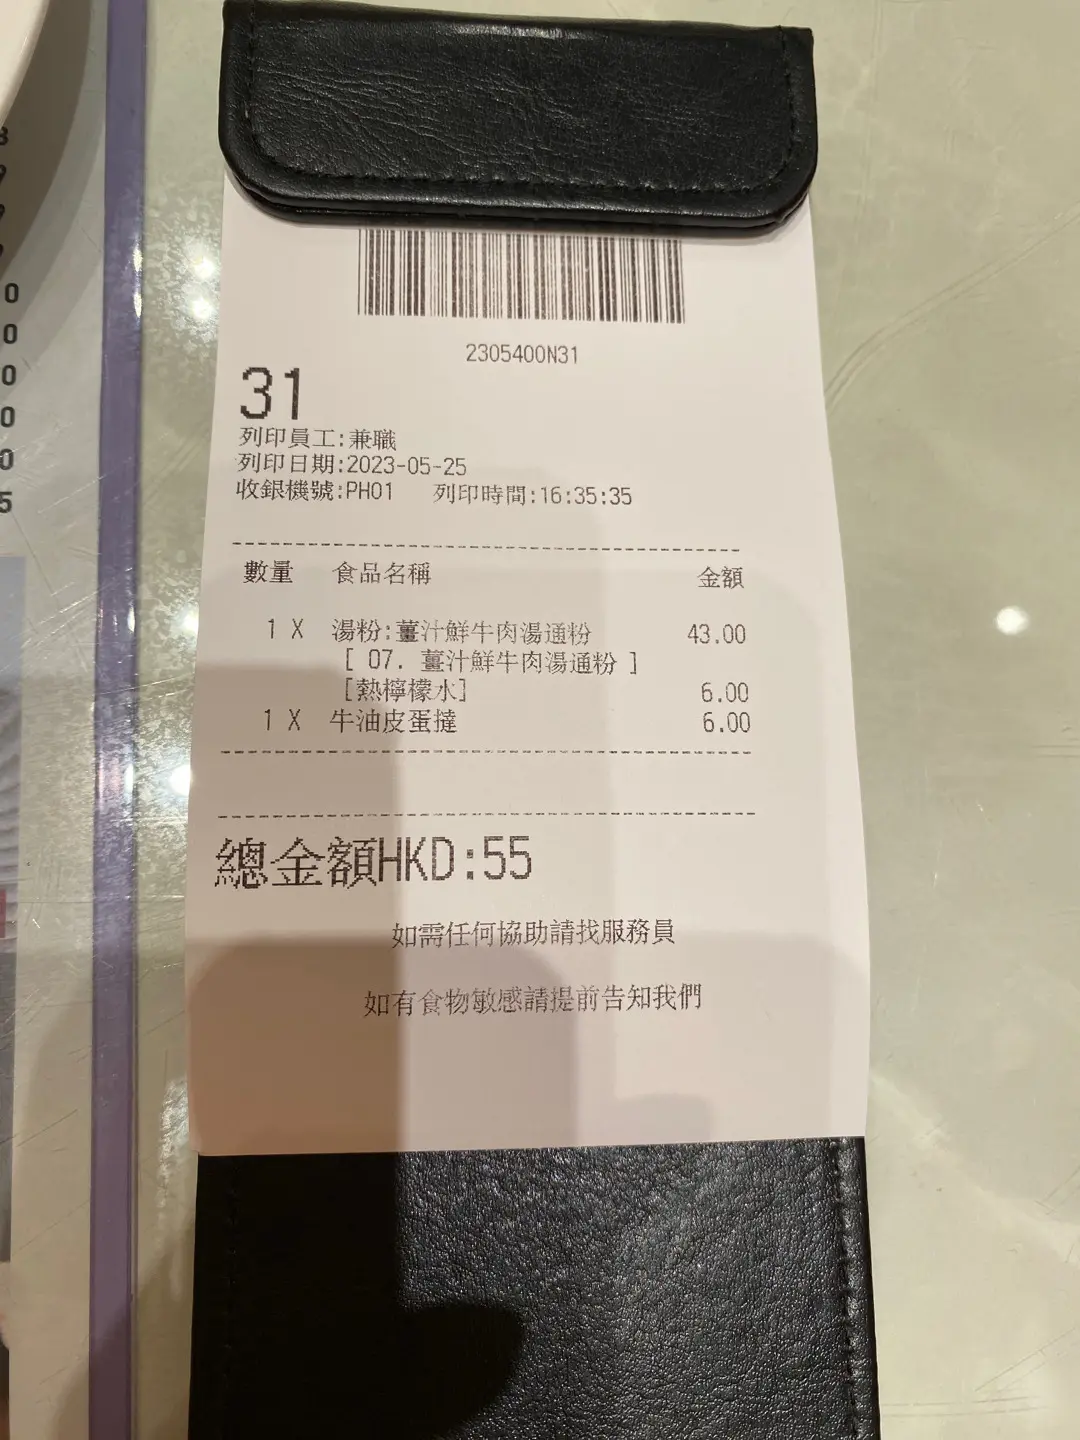 2305400N31
31
列印員工:兼職
列印日期:2023-05-25
收銀機號:PH01 列印時間:16:35:35
數量 食品名稱 金額
1 X 湯粉:薑汁鮮牛肉湯通粉 43.00
[ 07. 薑汁鮮牛肉湯通粉 ]
[熱檸檬水] 6.00
1 X 牛油皮蛋撻 6.00
總金額HKD:55
如需任何協助請找服務員
如有食物敏感請提前告知我們